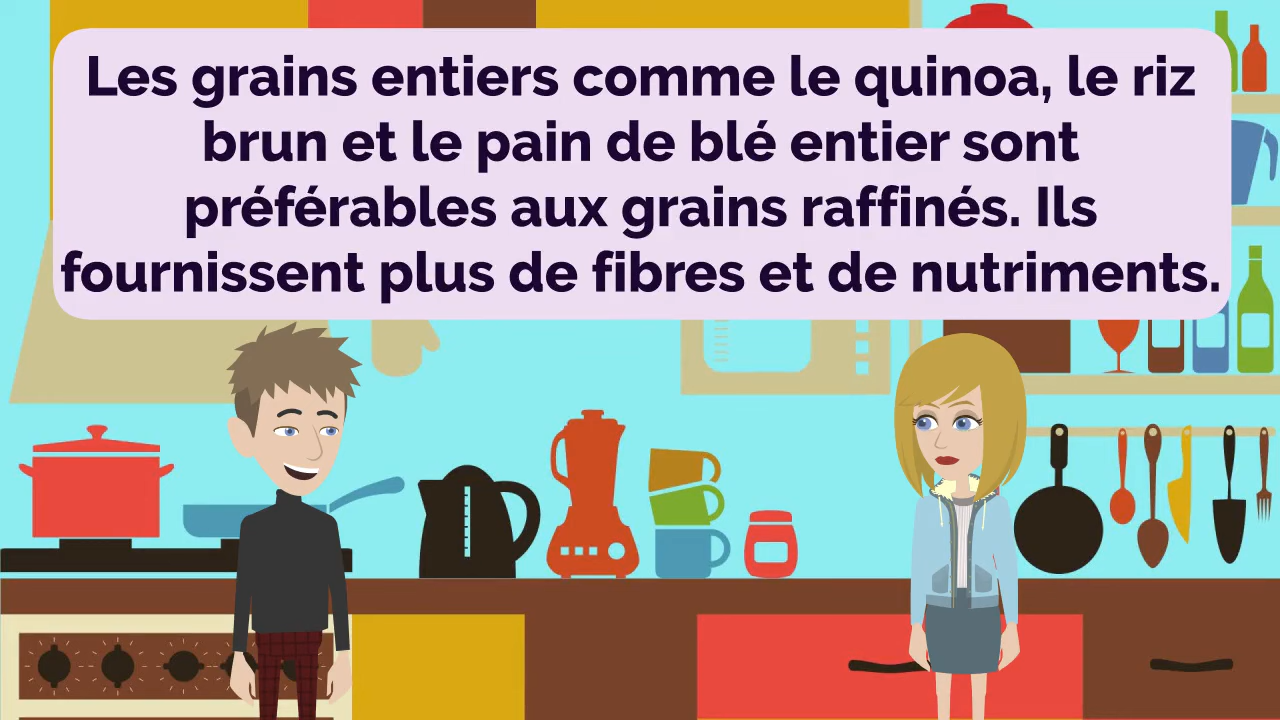 Les grains entiers comme le quinoa, le riz
brun et le pain de blé entier sont
préférables aux grains raffinés. Ils
fournissent plus de fibres et de nutriments.